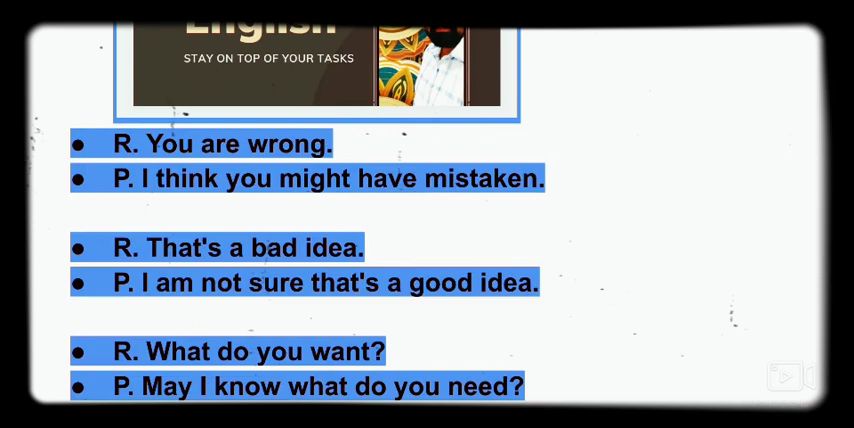 English
STAY ON TOP OF YOUR TASKS
● R. You are wrong.
● P. I think you might have mistaken.
● R. That's a bad idea.
● P. I am not sure that's a good idea.
● R. What do you want?
● P. May I know what do you need?